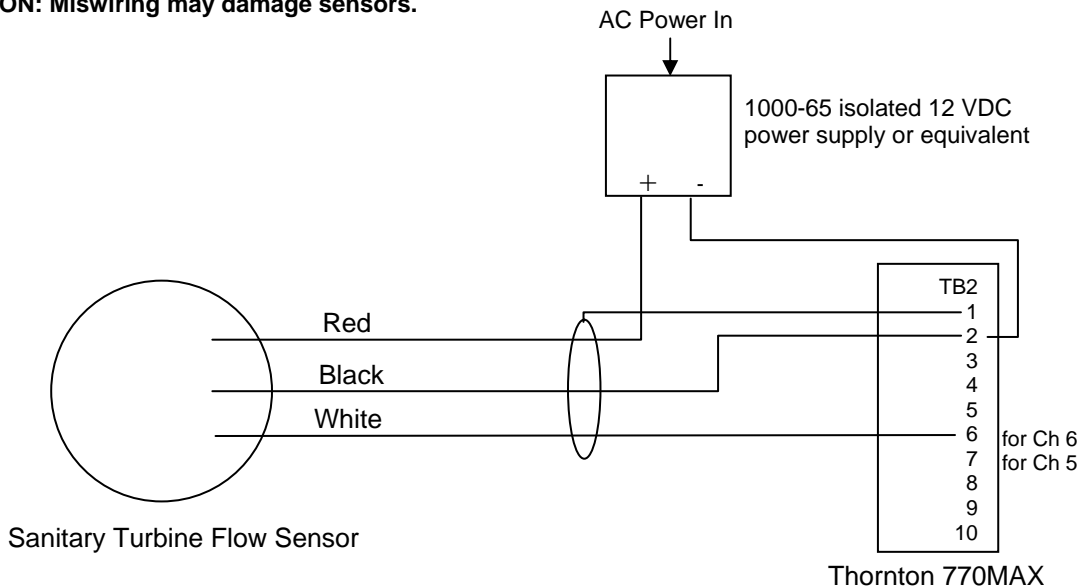 ON: Miswiring may damage sensors.
AC Power In
1000-65 isolated 12 VDC
power supply or equivalent
+ -
TB2
1
2
3
4
5
6 for Ch 6
7 for Ch 5
8
9
10
Red
Black
White
Sanitary Turbine Flow Sensor
Thornton 770MAX